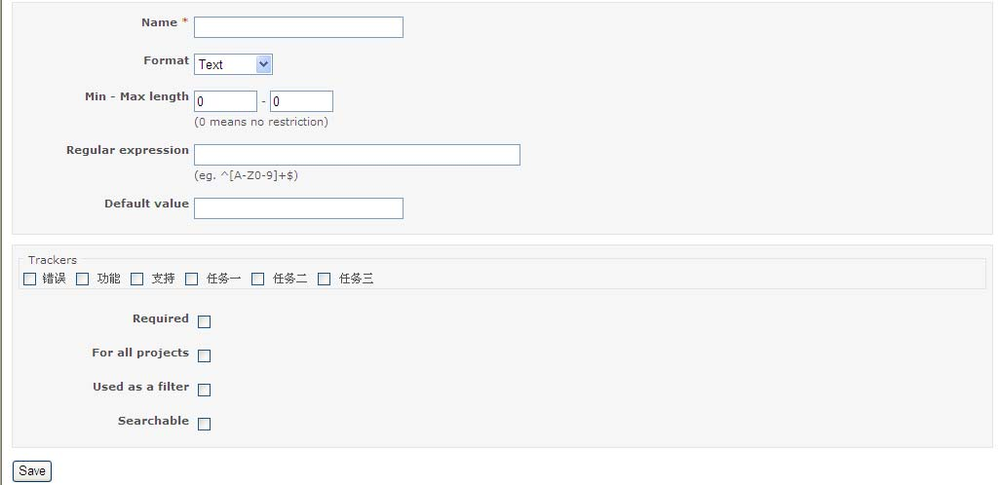 Name *
Format Text
Min - Max length 0 - 0
(0 means no restriction)
Regular expression
(eg. ^[A-Z0-9]+$)
Default value
Trackers
错误 功能 支持 任务一 任务二 任务三
Required
For all projects
Used as a filter
Searchable
Save